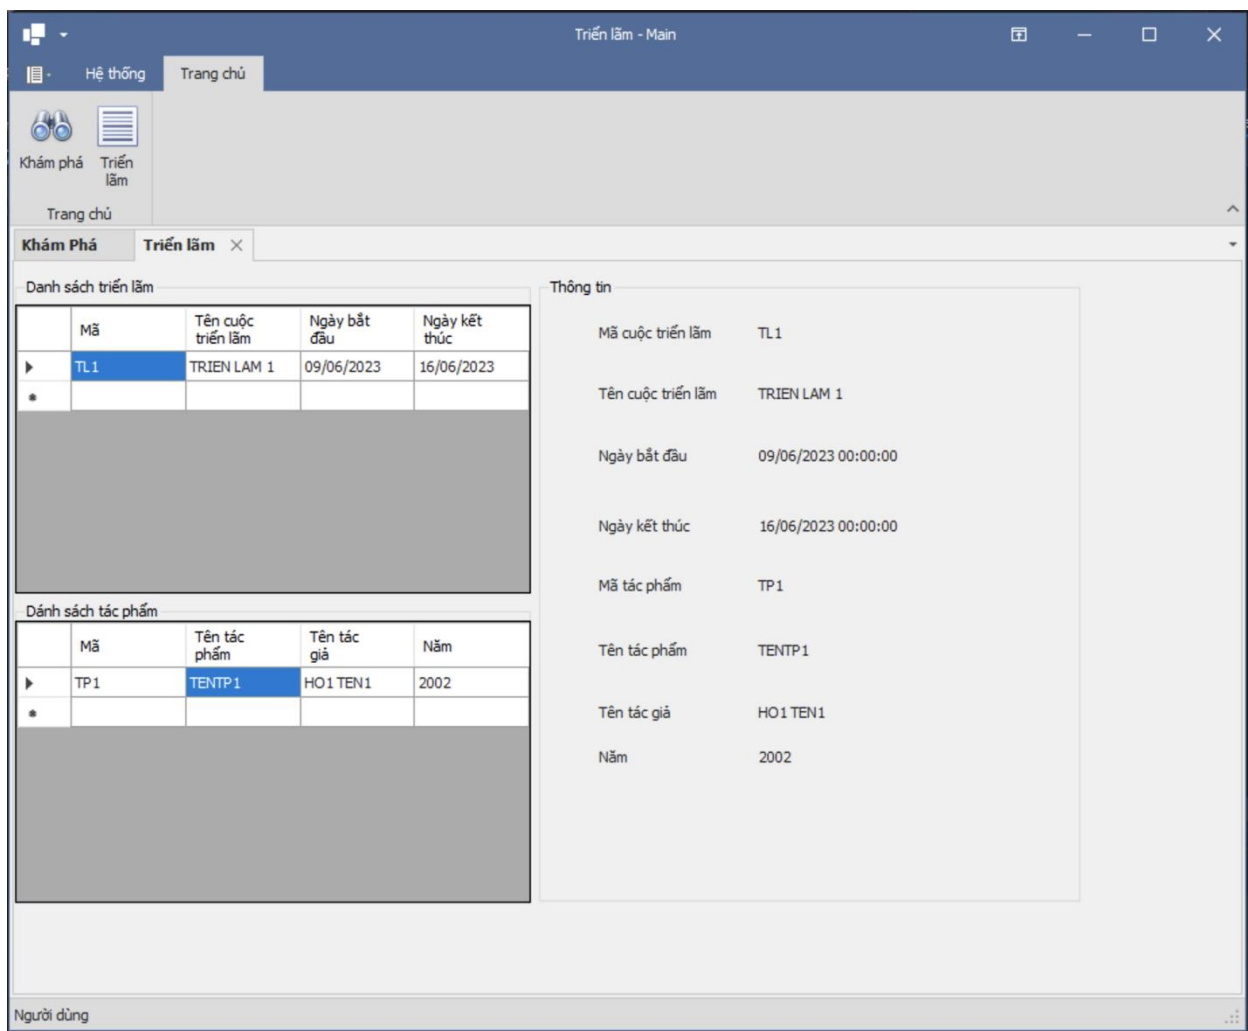 Triển lãm - Main
Hệ thống
Trang chủ
Khám phá
Triển
lãm
Trang chủ
Khám Phá
Triển lãm
Danh sách triển lãm
Mã
Tên cuộc
triển lãm
Ngày bắt
đầu
Ngày kết
thúc
TL1
TRIEN LAM 1
09/06/2023
16/06/2023
Dánh sách tác phẩm
Mã
Tên tác
phẩm
Tên tác
giả
Năm
TP1
TENTP1
HO1 TEN1
2002
Thông tin
Mã cuộc triển lãm
TL1
Tên cuộc triển lãm
TRIEN LAM 1
Ngày bắt đầu
09/06/2023 00:00:00
Ngày kết thúc
16/06/2023 00:00:00
Mã tác phẩm
TP1
Tên tác phẩm
TENTP1
Tên tác giả
HO1 TEN1
Năm
2002
Người dùng